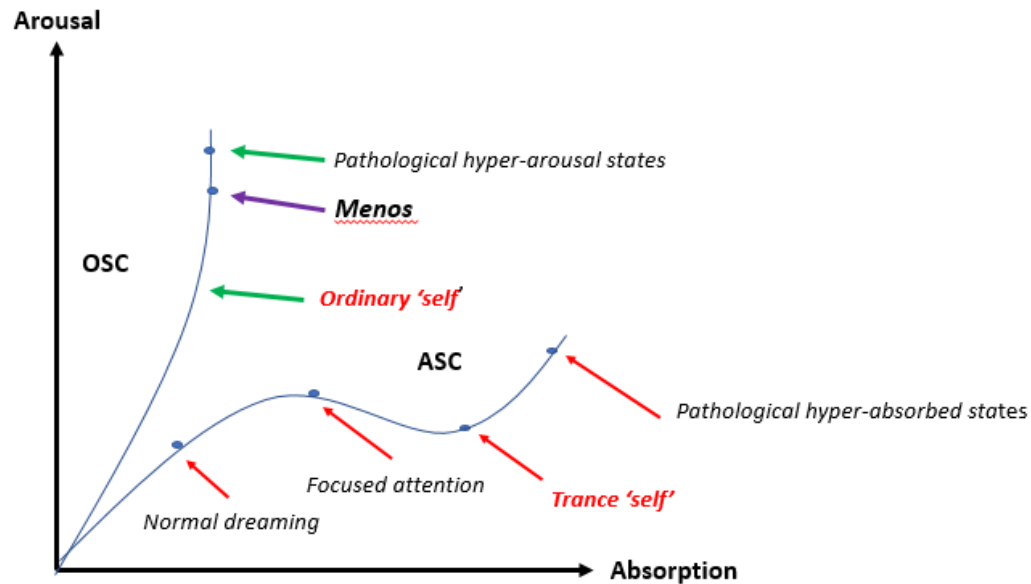 Arousal
Pathological hyper-arousal states
Menos
OSC
Ordinary ‘self’
ASC
Pathological hyper-absorbed states
Focused attention
Trance ‘self’
Normal dreaming
Absorption